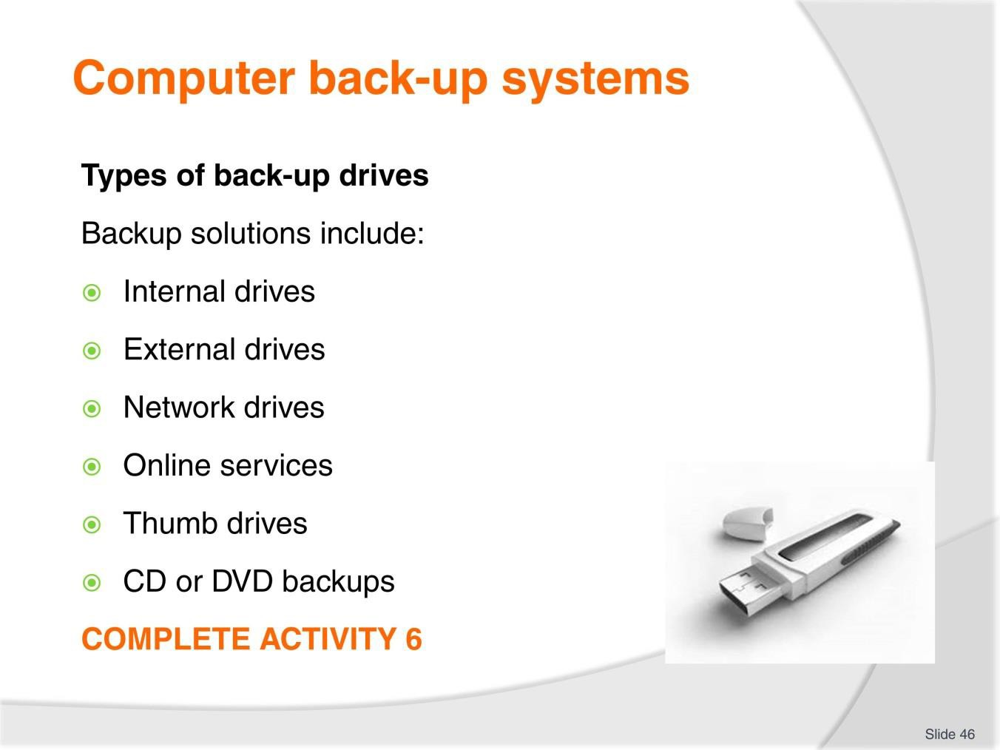 Computer back-up systems
Types of back-up drives
Backup solutions include:
Internal drives
External drives
Network drives
Online services
Thumb drives
CD or DVD backups
COMPLETE ACTIVITY 6
Slide 46